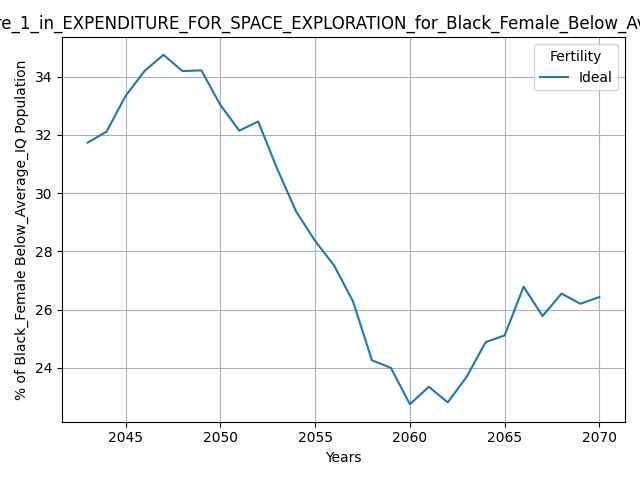 re_1_in_EXPENDITURE_FOR_SPACE_EXPLORATION_for_Black_Female_Below_Av
Fertility
Ideal
% of Black_Female Below_Average_IQ Population
34
32
30
28
26
24
2045 2050 2055 2060 2065 2070
Years